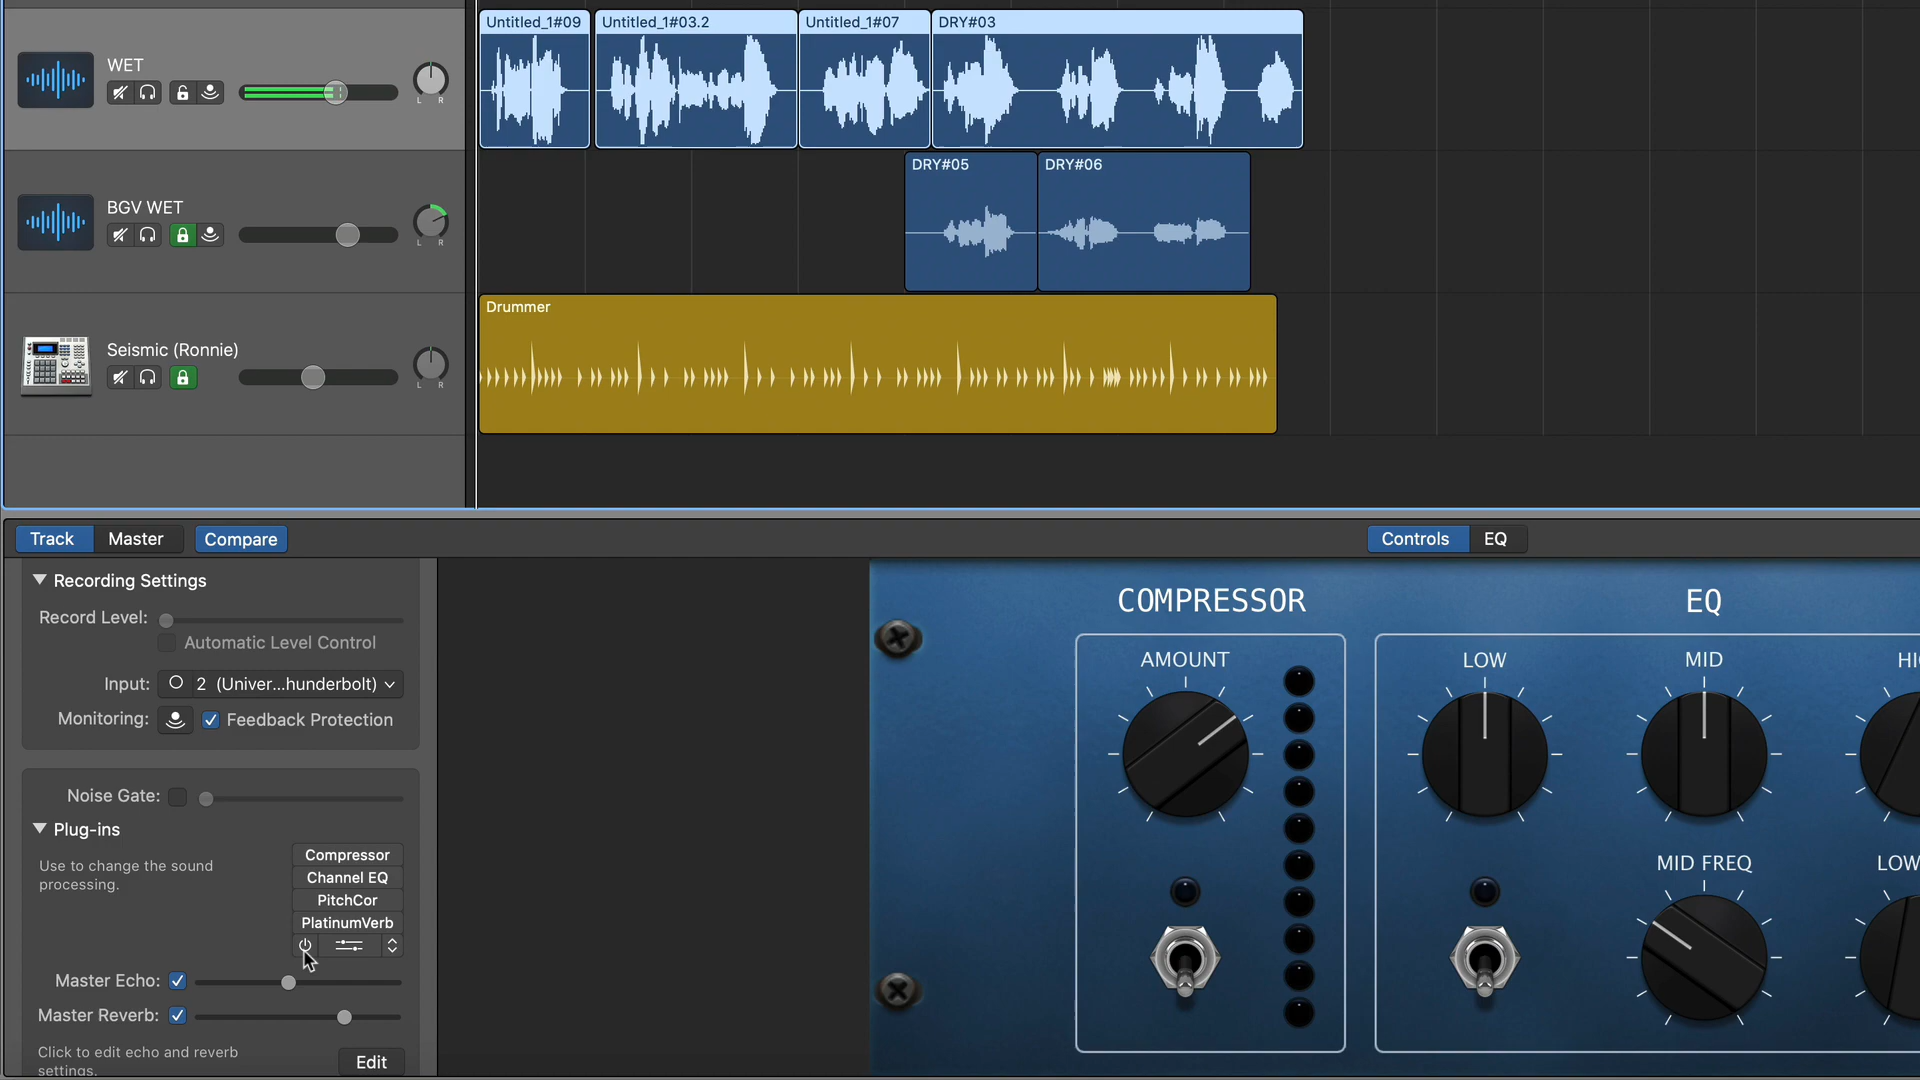 WET
L R
Untitled_1#09
Untitled_1#03.2
Untitled_1#07
DRY#03
BGV WET
L R
DRY#05
DRY#06
Seismic (Ronnie)
L R
Drummer
Track
Master
Compare
Controls
EQ
Recording Settings
Record Level:
Automatic Level Control
Input: 2 (Univer...hunderbolt)
Monitoring: Feedback Protection
Noise Gate:
Plug-ins
Use to change the sound
processing.
Compressor
Channel EQ
PitchCor
PlatinumVerb
Master Echo:
Master Reverb:
Click to edit echo and reverb
settings.
Edit
COMPRESSOR
AMOUNT
EQ
LOW
MID
MID FREQ
LOW